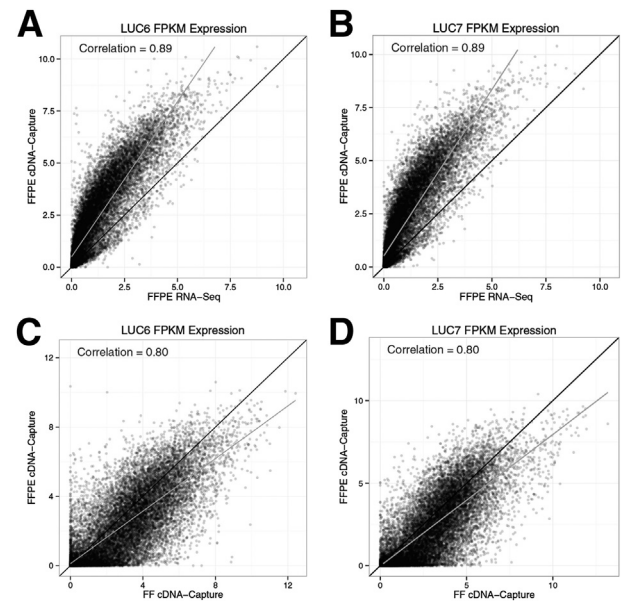 A
LUC6 FPKM Expression
Correlation = 0.89
FFPE cDNA−Capture
10.0
7.5
5.0
2.5
0.0
0.0 2.5 5.0 7.5 10.0
FFPE RNA−Seq
B
LUC7 FPKM Expression
Correlation = 0.89
FFPE cDNA−Capture
10.0
7.5
5.0
2.5
0.0
0.0 2.5 5.0 7.5 10.0
FFPE RNA−Seq
C
LUC6 FPKM Expression
Correlation = 0.80
FFPE cDNA−Capture
12
8
4
0
0 4 8 12
FF cDNA−Capture
D
LUC7 FPKM Expression
Correlation = 0.80
FFPE cDNA−Capture
10
5
0
0 5 10
FF cDNA−Capture